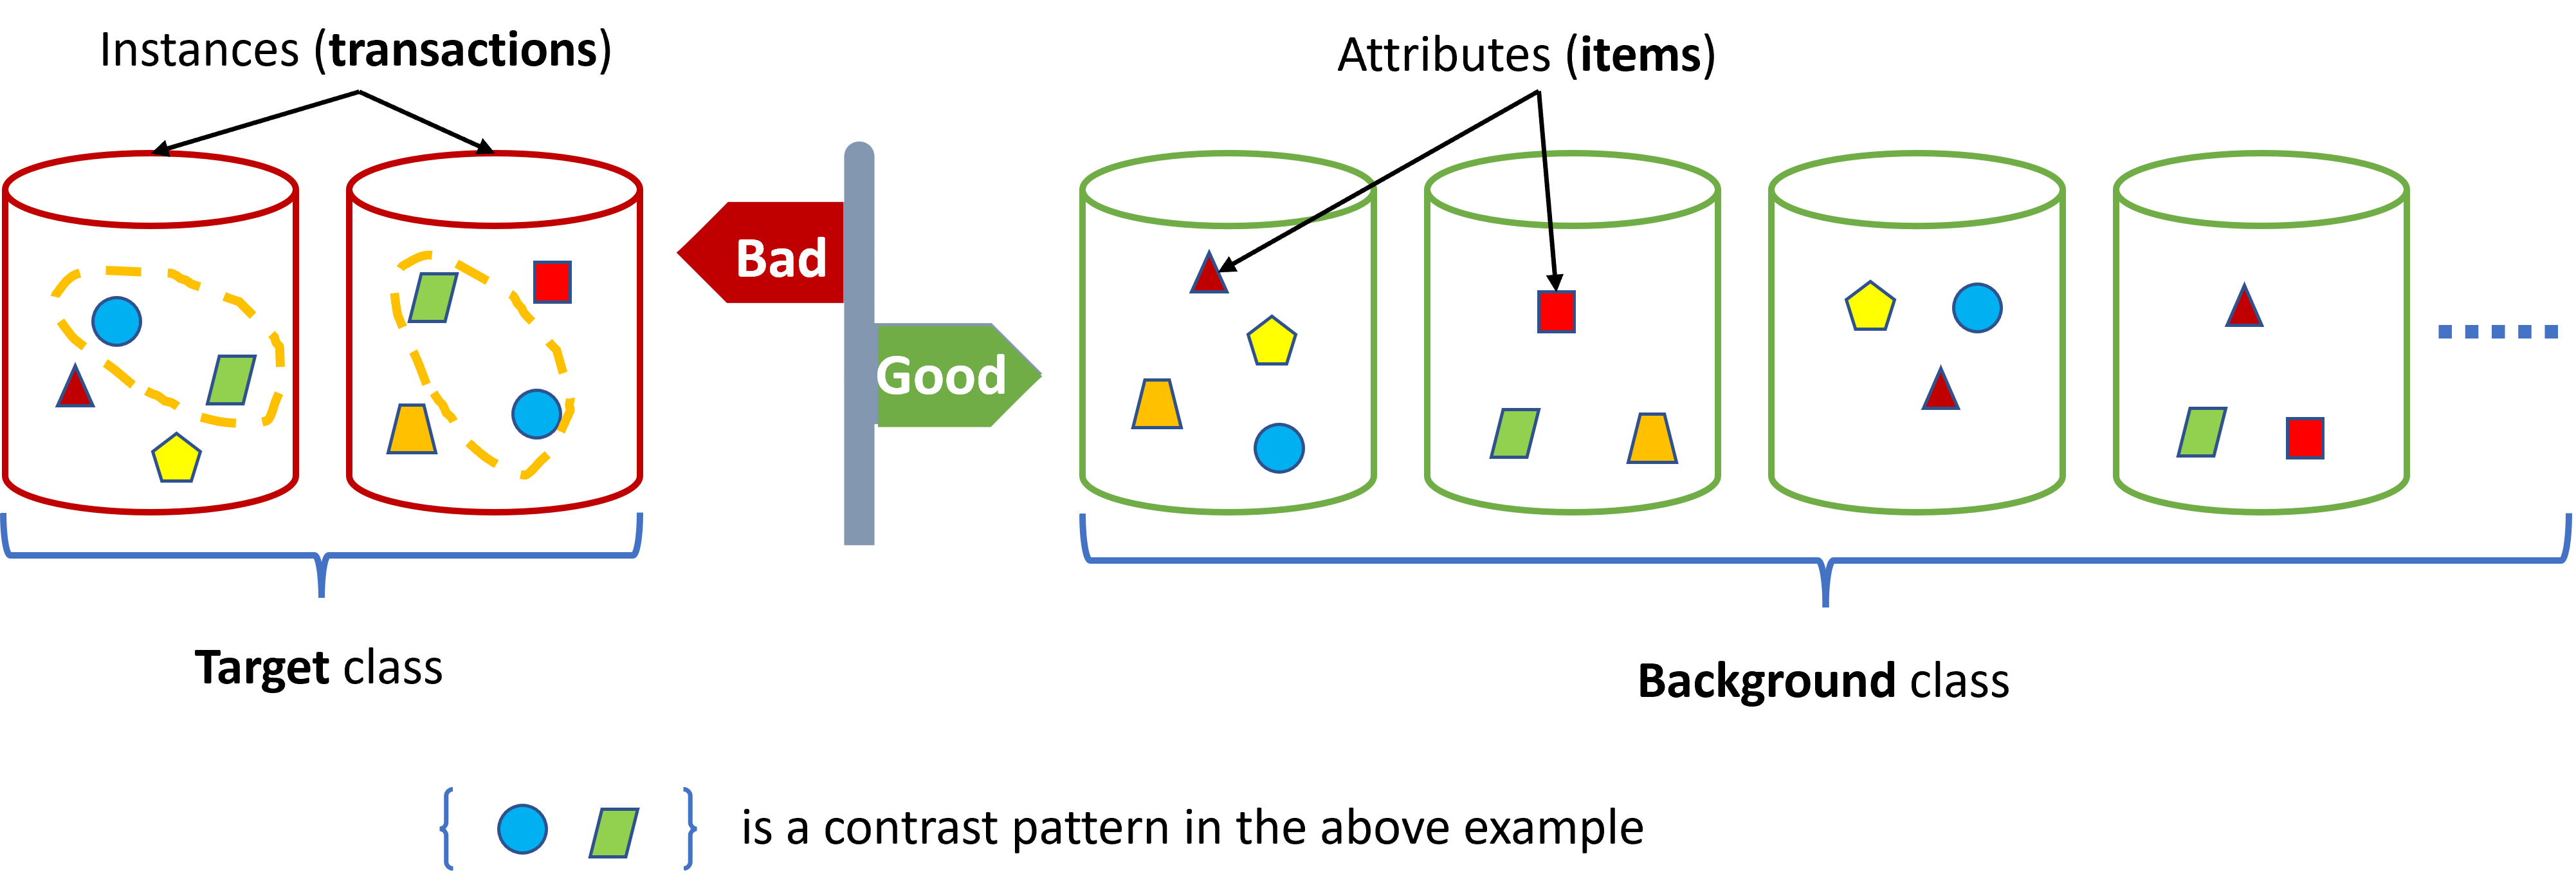 Instances (transactions)
Attributes (items)
Bad
Good
Target class
Background class
{ } is a contrast pattern in the above example